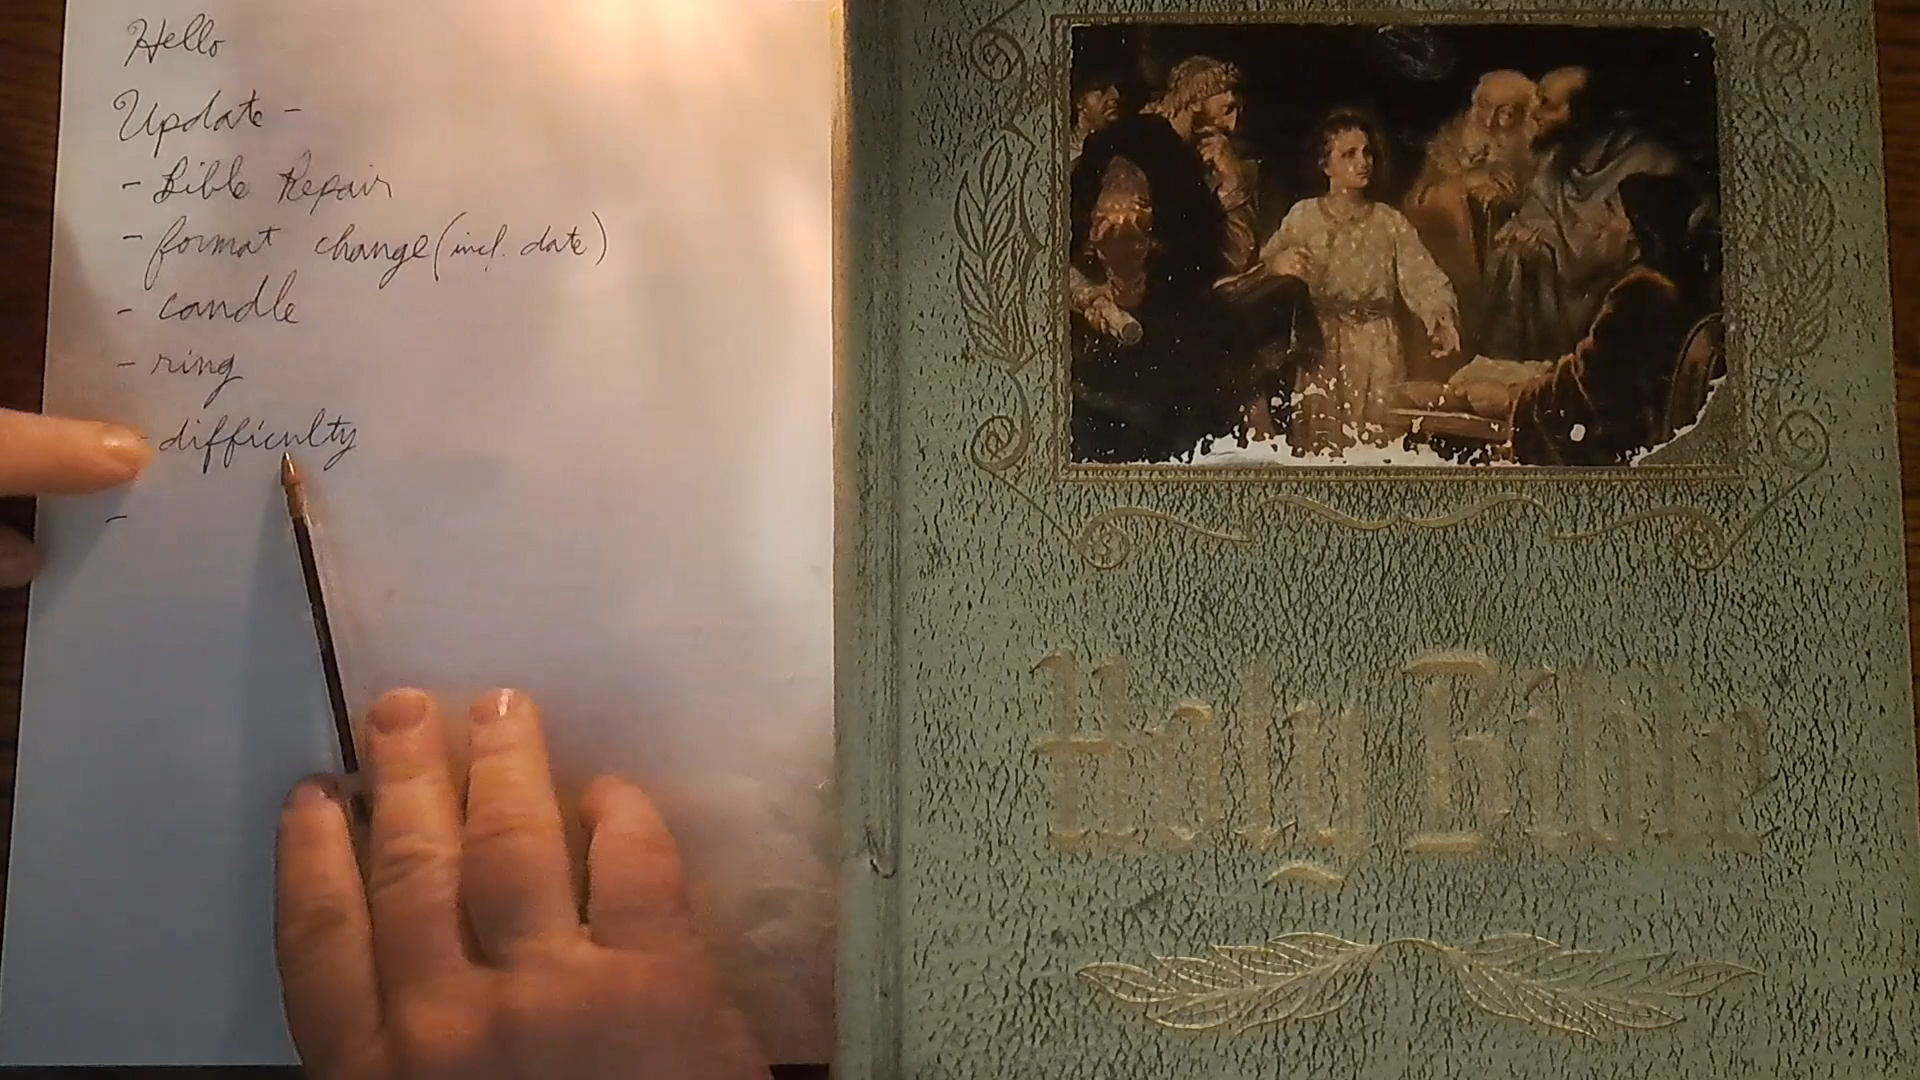 Hello
Update -
- Bible Repair
- format change (incl. date)
- candle
- ring
- difficulty
-
Holy Bible